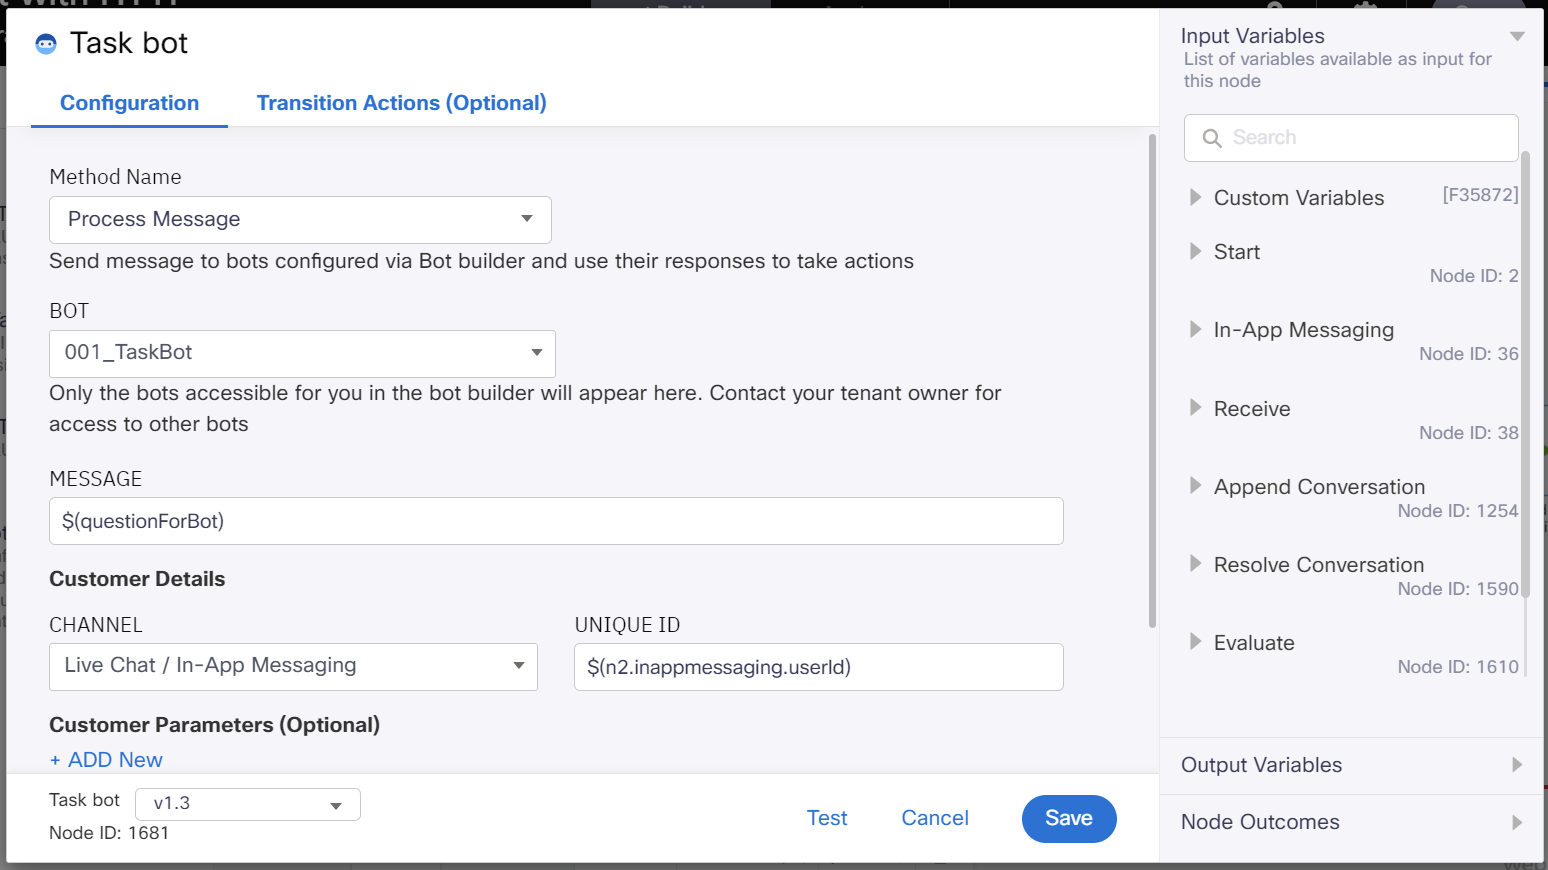 Task bot
Configuration
Transition Actions (Optional)
Method Name
Process Message
Send message to bots configured via Bot builder and use their responses to take actions
BOT
001_TaskBot
Only the bots accessible for you in the bot builder will appear here. Contact your tenant owner for
access to other bots
MESSAGE
$(questionForBot)
Customer Details
CHANNEL
UNIQUE ID
Live Chat / In-App Messaging
$(n2.inappmessaging.userId)
Customer Parameters (Optional)
+ ADD New
Task bot
v1.3
Node ID: 1681
Test
Cancel
Save
Input Variables
List of variables available as input for
this node
Search
Custom Variables
[F35872]
Start
Node ID: 2
In-App Messaging
Node ID: 36
Receive
Node ID: 38
Append Conversation
Node ID: 1254
Resolve Conversation
Node ID: 1590
Evaluate
Node ID: 1610
Output Variables
Node Outcomes